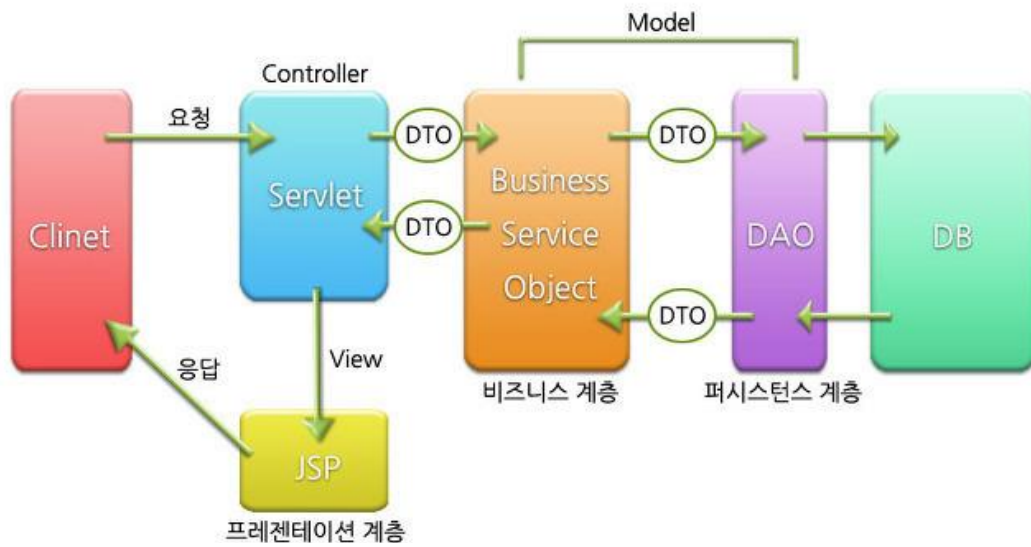 Model
Controller
요청
DTO
DTO
Clinet
Servlet
DTO
Business
Service
Object
DAO
DB
DTO
View
응답
비즈니스 계층
퍼시스턴스 계층
JSP
프레젠테이션 계층